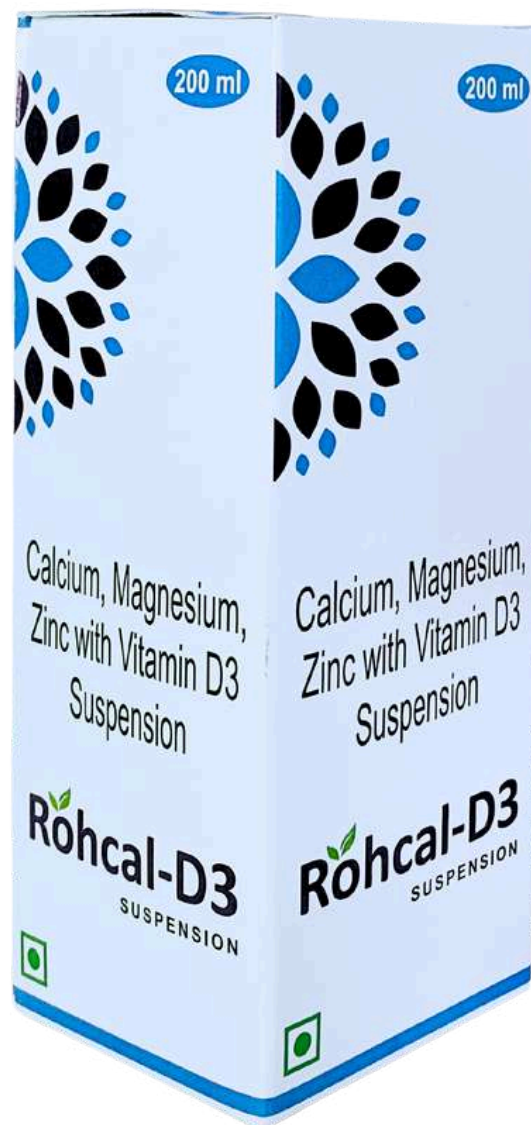 200 ml
Calcium, Magnesium,
Zinc with Vitamin D3
Suspension
Rohcal-D3
SUSPENSION
200 ml
Calcium, Magnesium,
Zinc with Vitamin D3
Suspension
Rohcal-D3
SUSPENSION